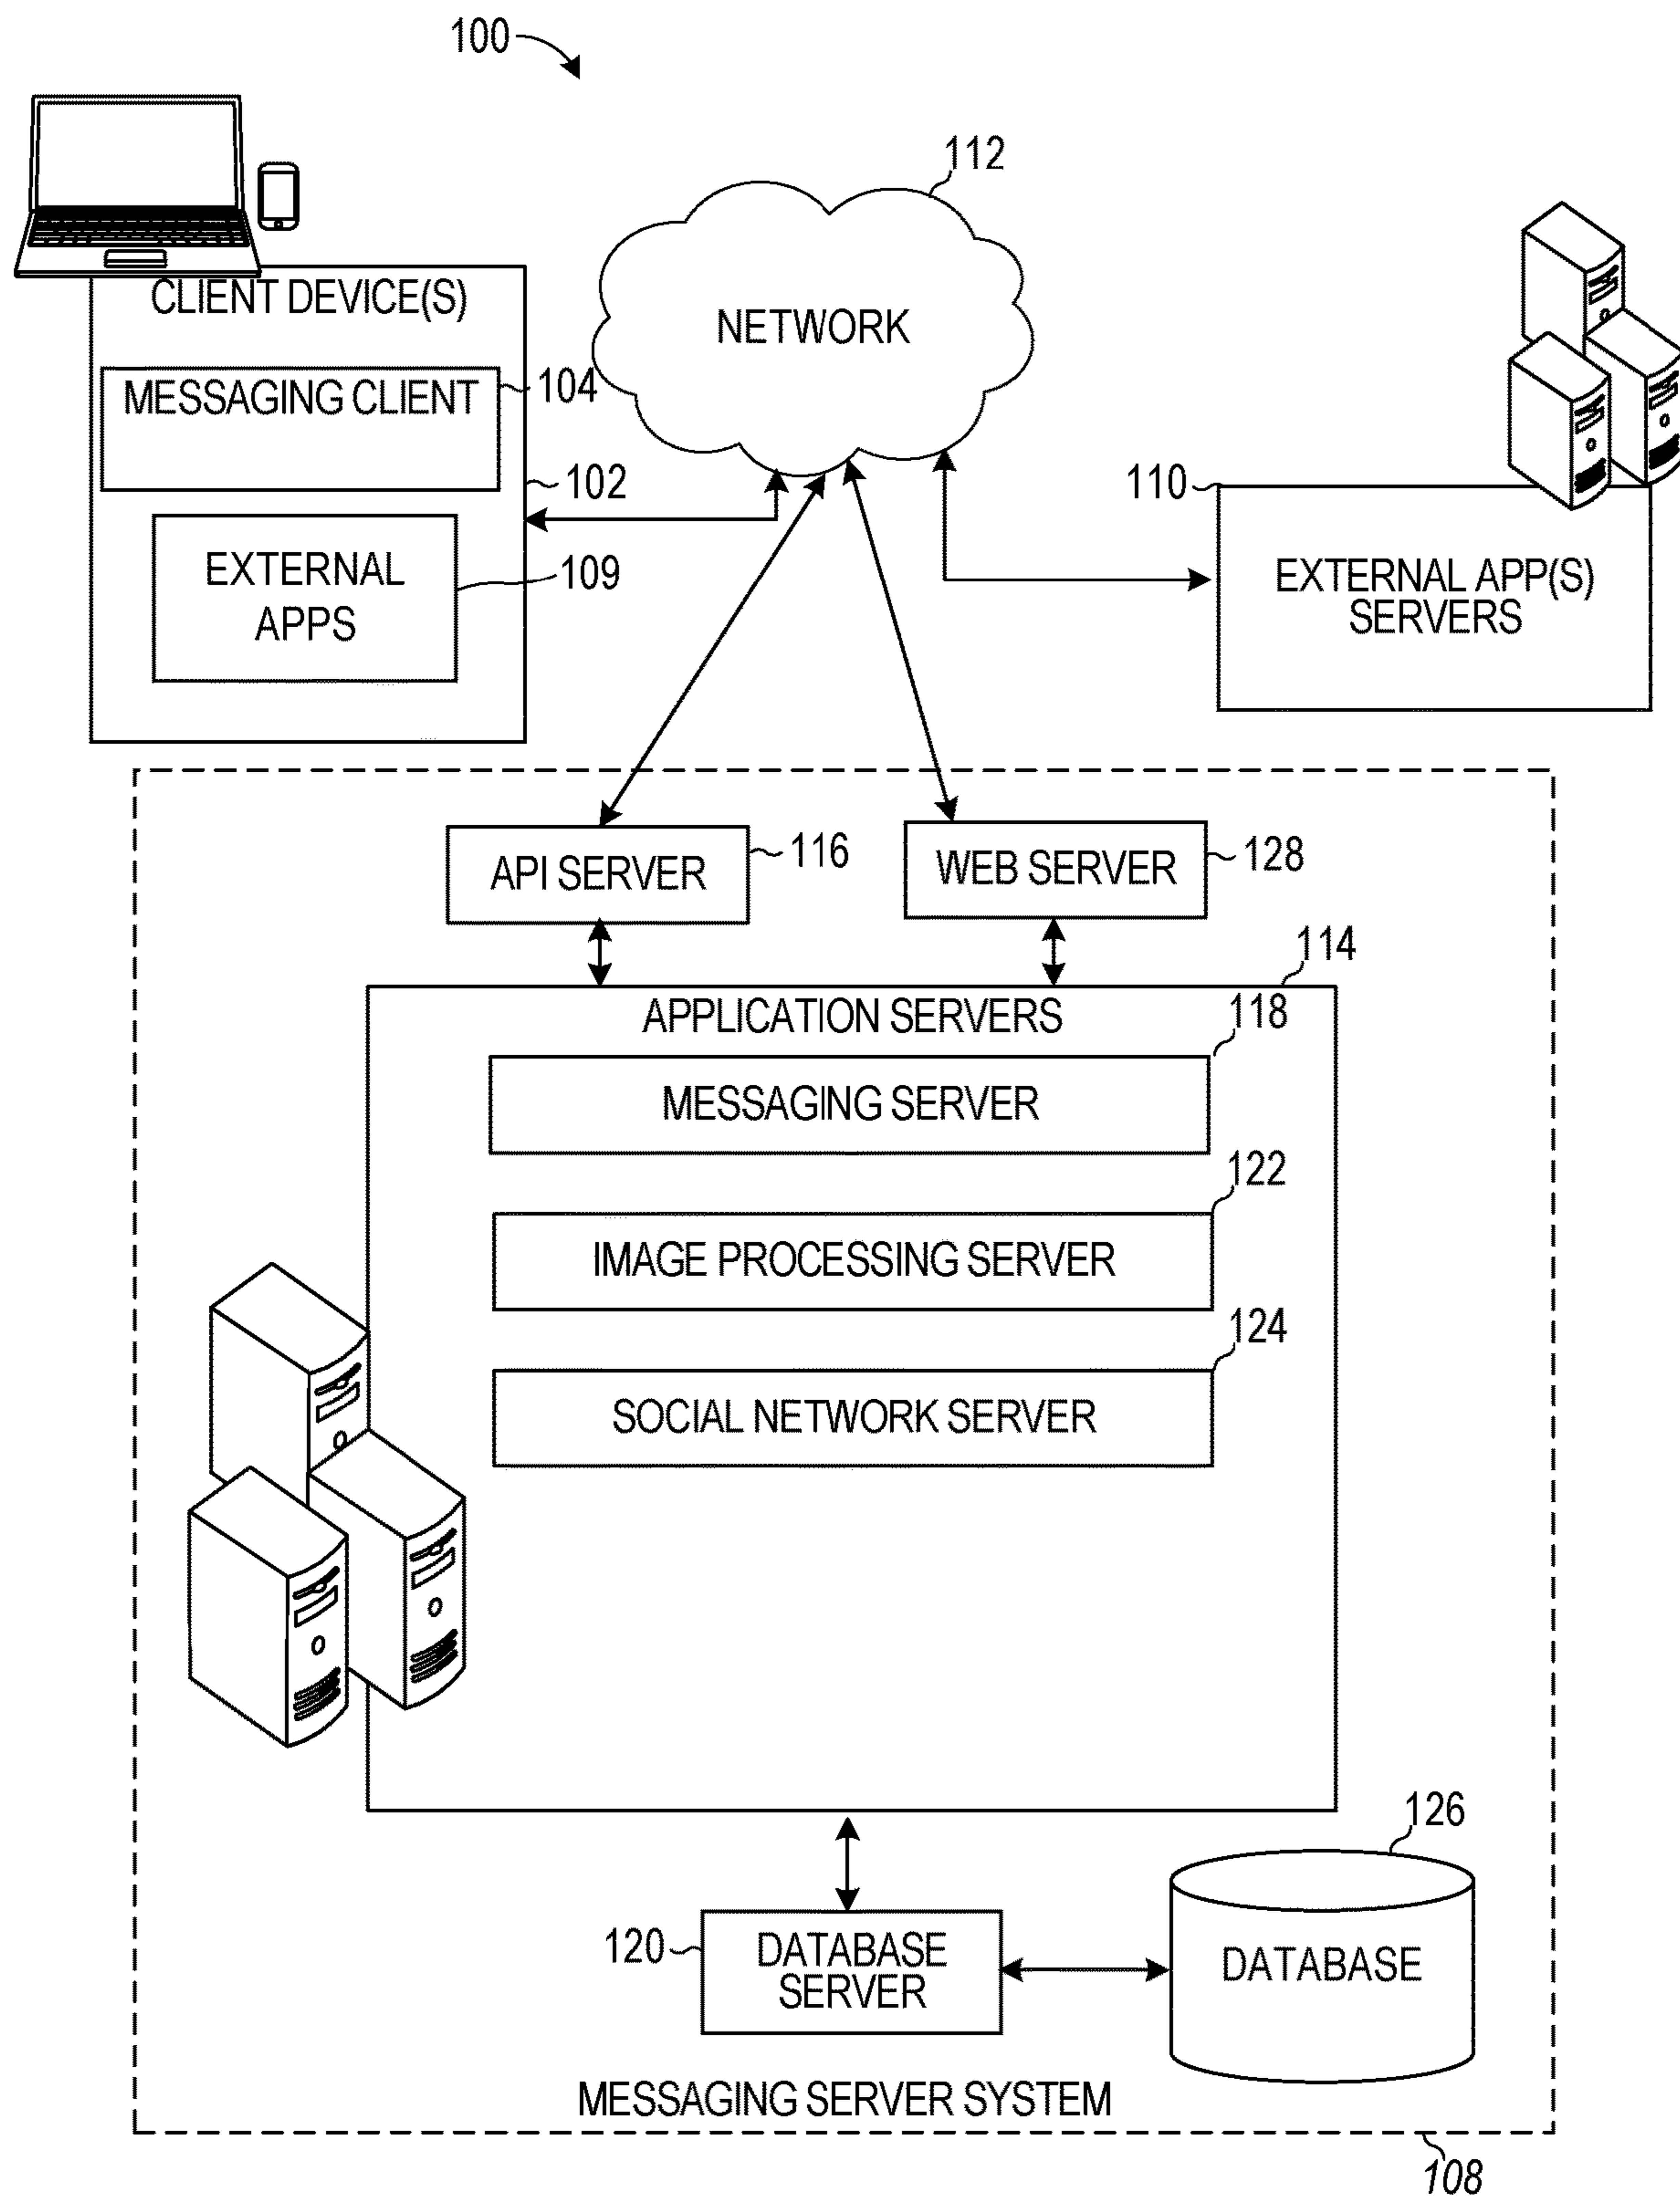 100
112
CLIENT DEVICE(S)
NETWORK
MESSAGING CLIENT
104
102
110
EXTERNAL
APPS
109
EXTERNAL APP(S)
SERVERS
API SERVER
116
WEB SERVER
128
114
APPLICATION SERVERS
118
MESSAGING SERVER
122
IMAGE PROCESSING SERVER
124
SOCIAL NETWORK SERVER
126
120
DATABASE
SERVER
DATABASE
MESSAGING SERVER SYSTEM
108